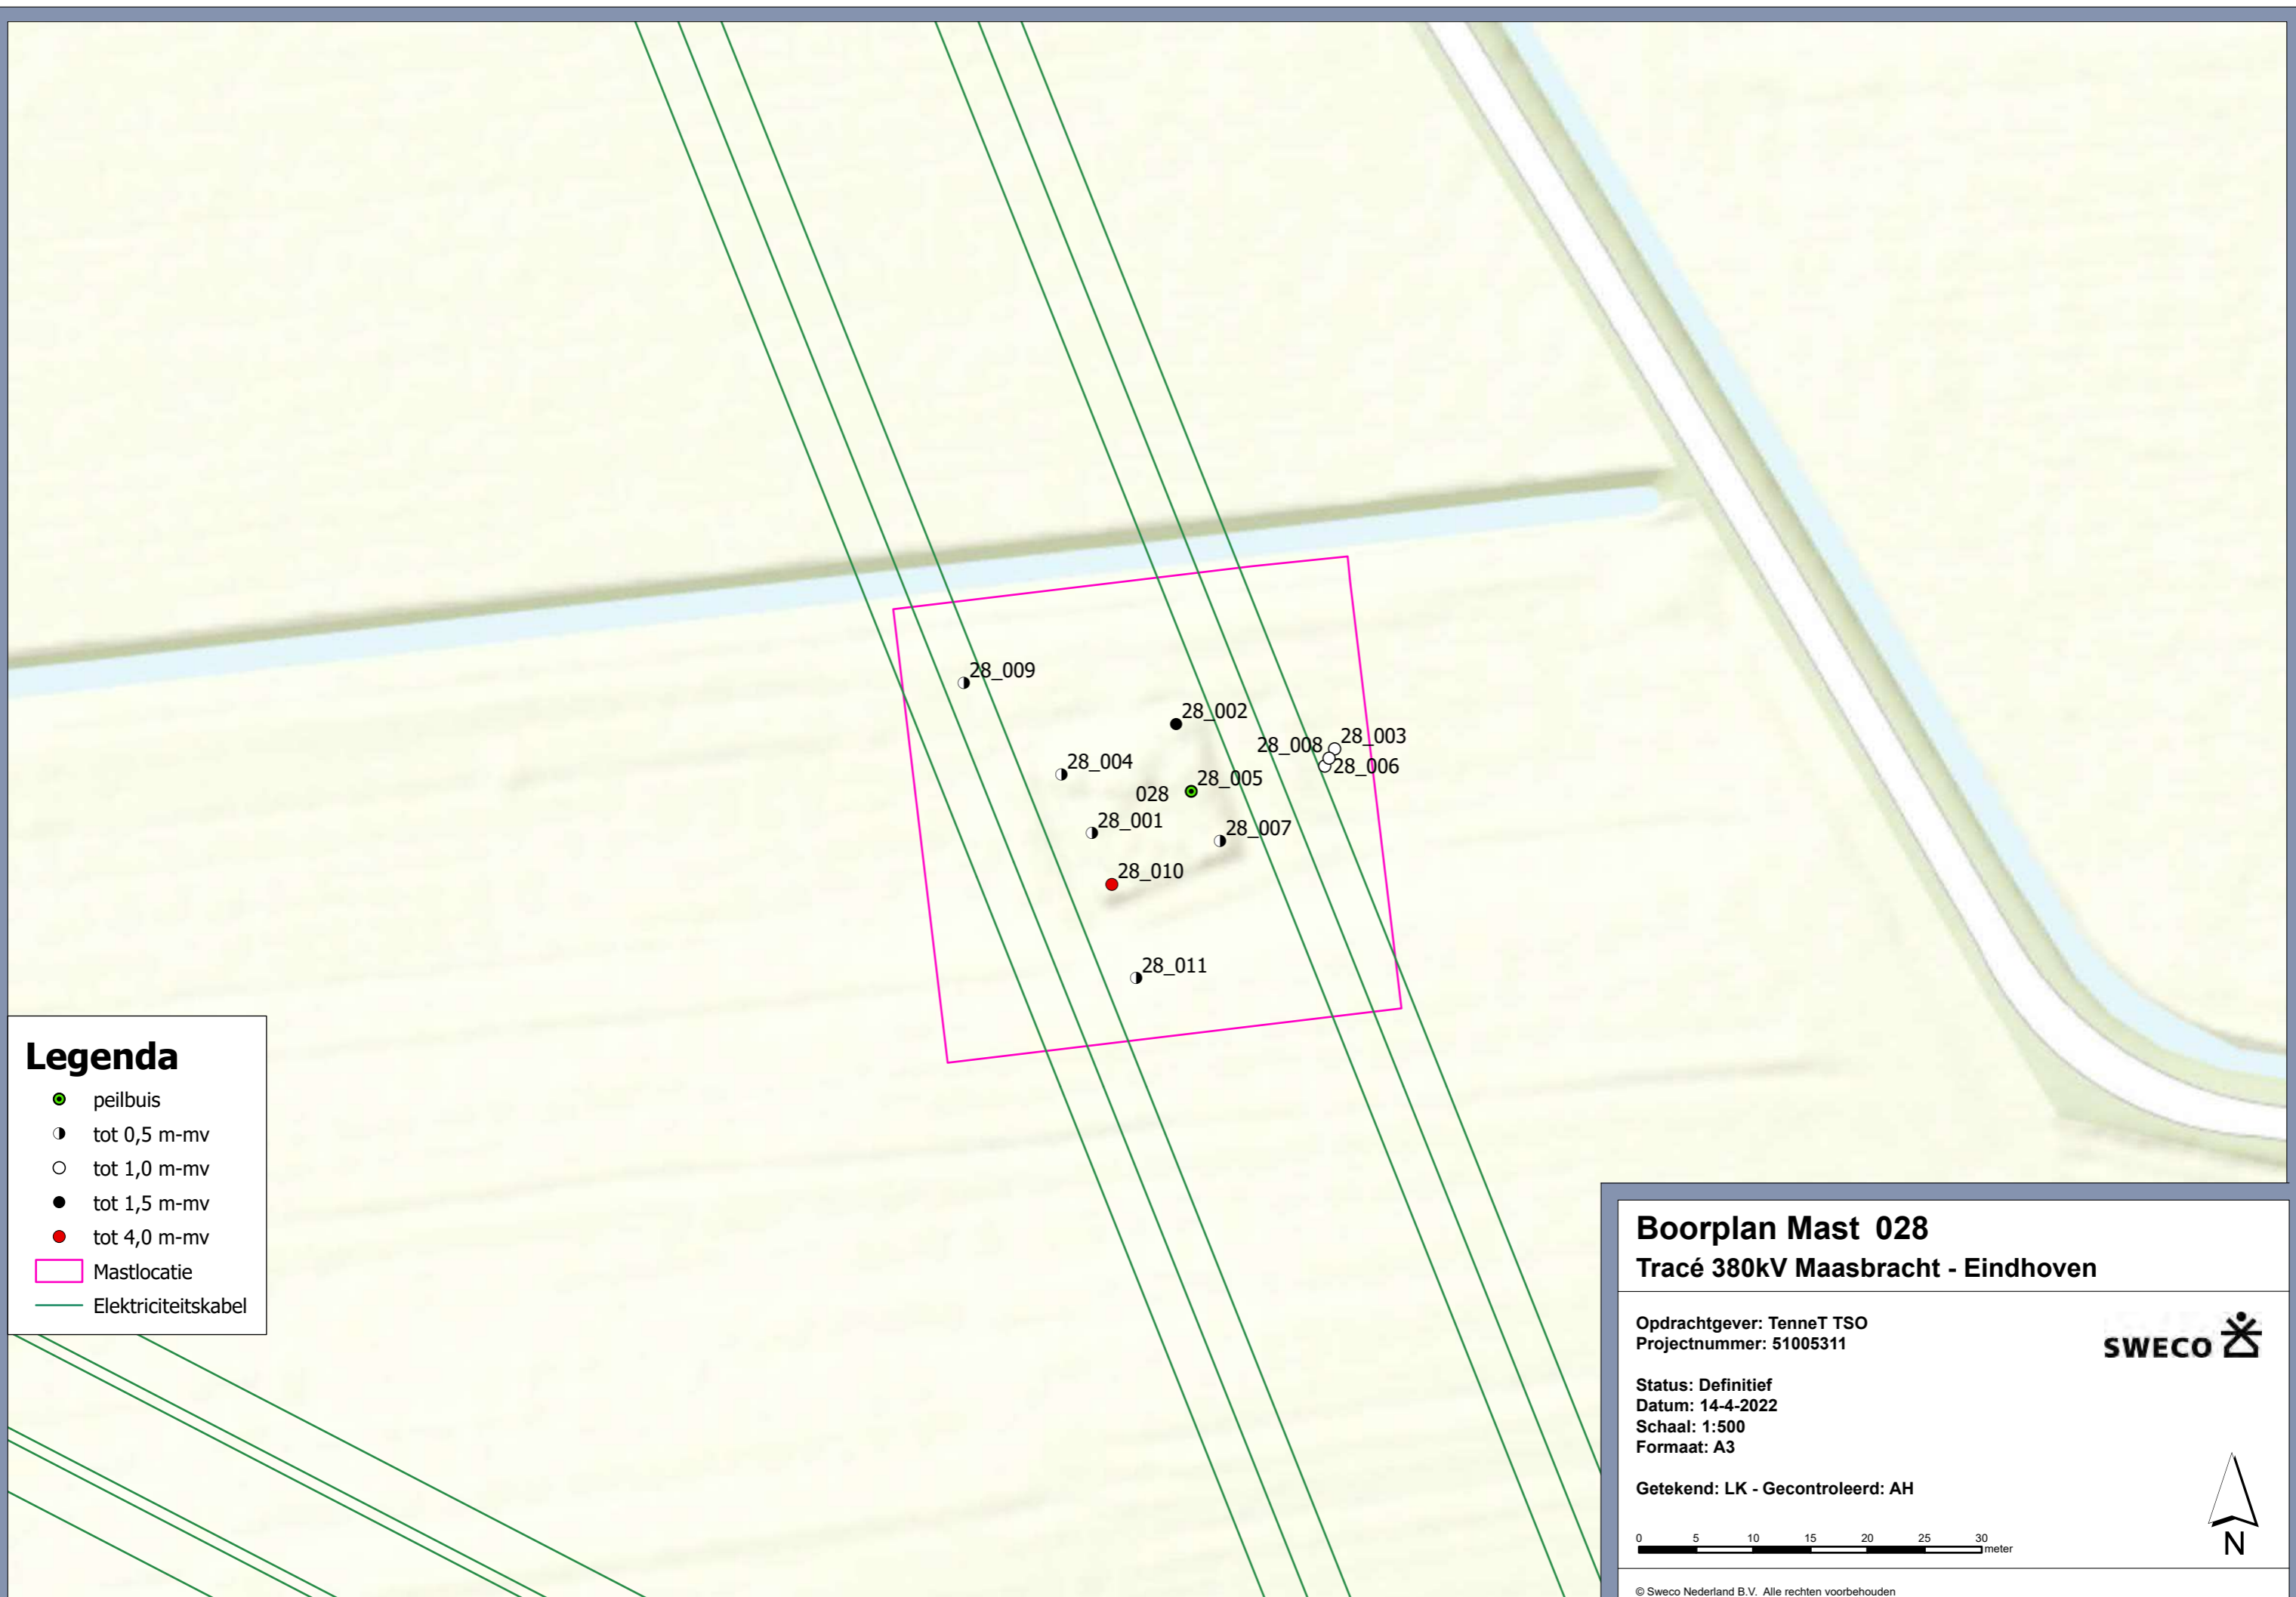 28_009
28_002
28_003
28_008
28_006
28_004
28_005
028
28_001
28_007
28_010
28_011
Legenda
peilbuis
tot 0,5 m-mv
tot 1,0 m-mv
tot 1,5 m-mv
tot 4,0 m-mv
Mastlocatie
Elektriciteitskabel
Boorplan Mast 028
Tracé 380kV Maasbracht - Eindhoven
Opdrachtgever: TenneT TSO
Projectnummer: 51005311
SWECO
Status: Definitief
Datum: 14-4-2022
Schaal: 1:500
Formaat: A3
Getekend: LK - Gecontroleerd: AH
0 5 10 15 20 25 30
meter
N
© Sweco Nederland B.V. Alle rechten voorbehouden